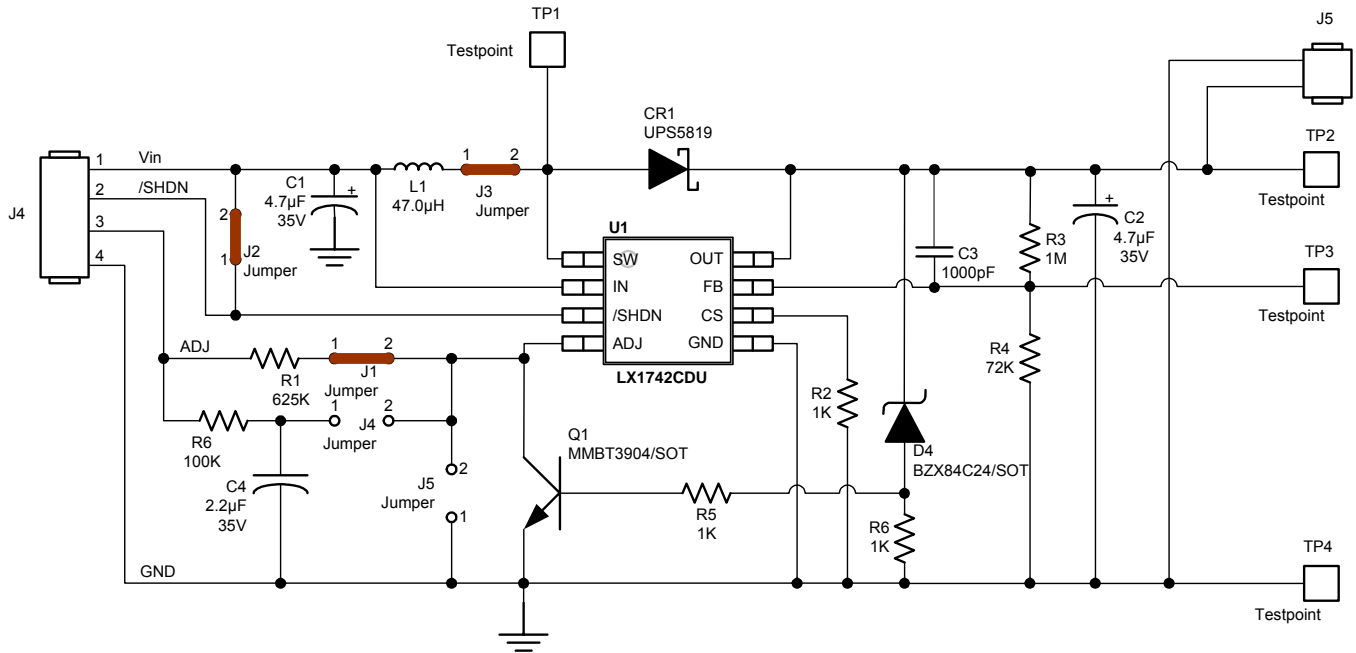 TP1
Testpoint
J5
CR1
UPS5819
TP2
Testpoint
1
Vin
2
/SHDN
3
4
J4
C1
4.7µF
35V
+
L1
47.0µH
1
2
J3
Jumper
2
1
J2
Jumper
U1
SW
IN
/SHDN
ADJ
OUT
FB
CS
GND
LX1742CDU
C3
1000pF
R3
1M
+
C2
4.7µF
35V
TP3
Testpoint
ADJ
R1
625K
1
2
J1
Jumper
R6
100K
1
2
J4
Jumper
C4
2.2µF
35V
J5
Jumper
2
1
Q1
MMBT3904/SOT
R2
1K
R4
72K
D4
BZX84C24/SOT
R5
1K
R6
1K
GND
TP4
Testpoint